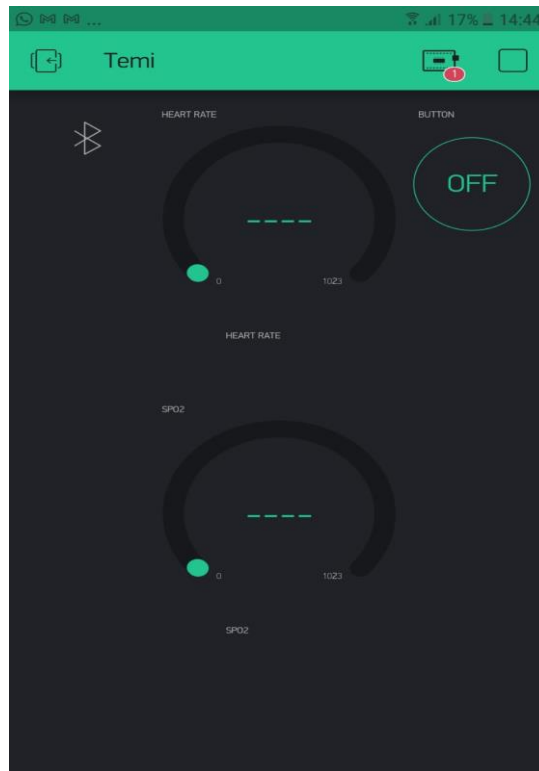 ... 17% 14:44
Temi
1
HEART RATE
BUTTON
OFF
----
0 1023
HEART RATE
SPO2
----
0 1023
SPO2